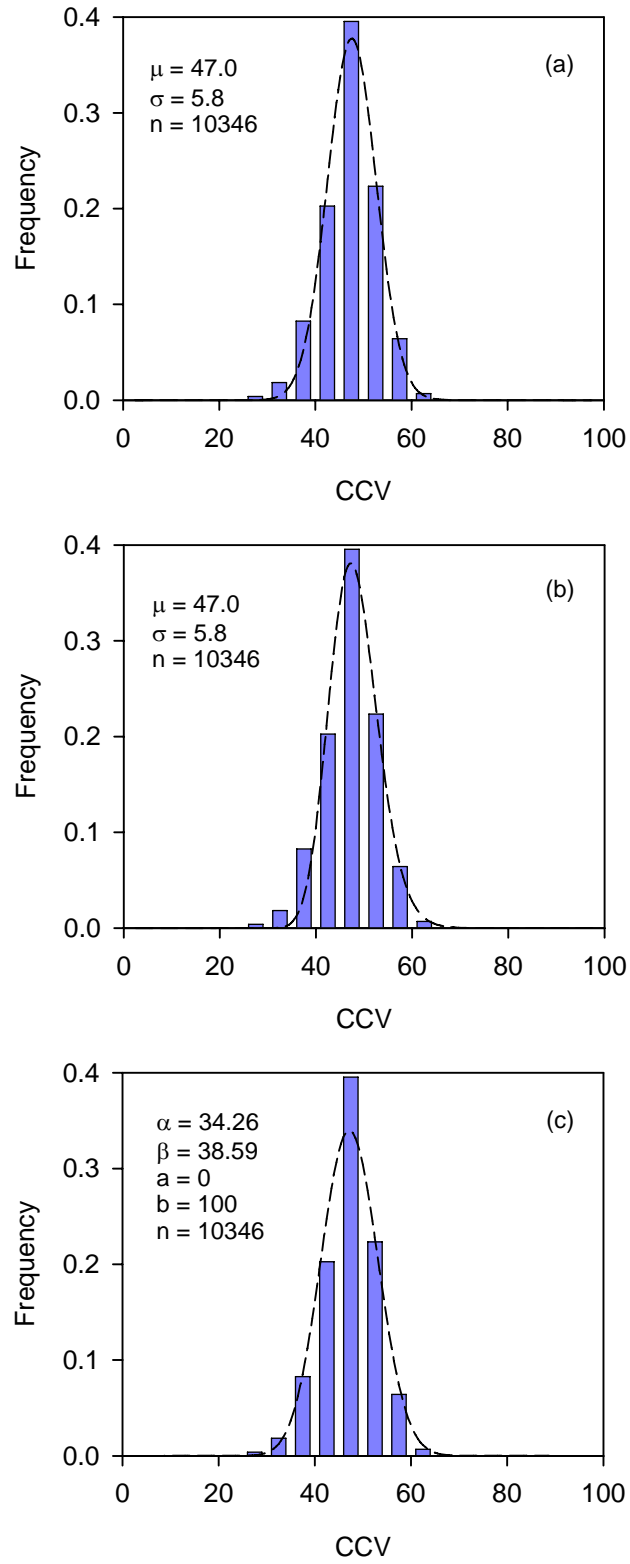 0.4
(a)
μ = 47.0
σ = 5.8
n = 10346
0.3
0.2
0.1
0.0
Frequency
0 20 40 60 80 100
CCV
0.4
(b)
μ = 47.0
σ = 5.8
n = 10346
0.3
0.2
0.1
0.0
Frequency
0 20 40 60 80 100
CCV
0.4
(c)
α = 34.26
β = 38.59
a = 0
b = 100
n = 10346
0.3
0.2
0.1
0.0
Frequency
0 20 40 60 80 100
CCV